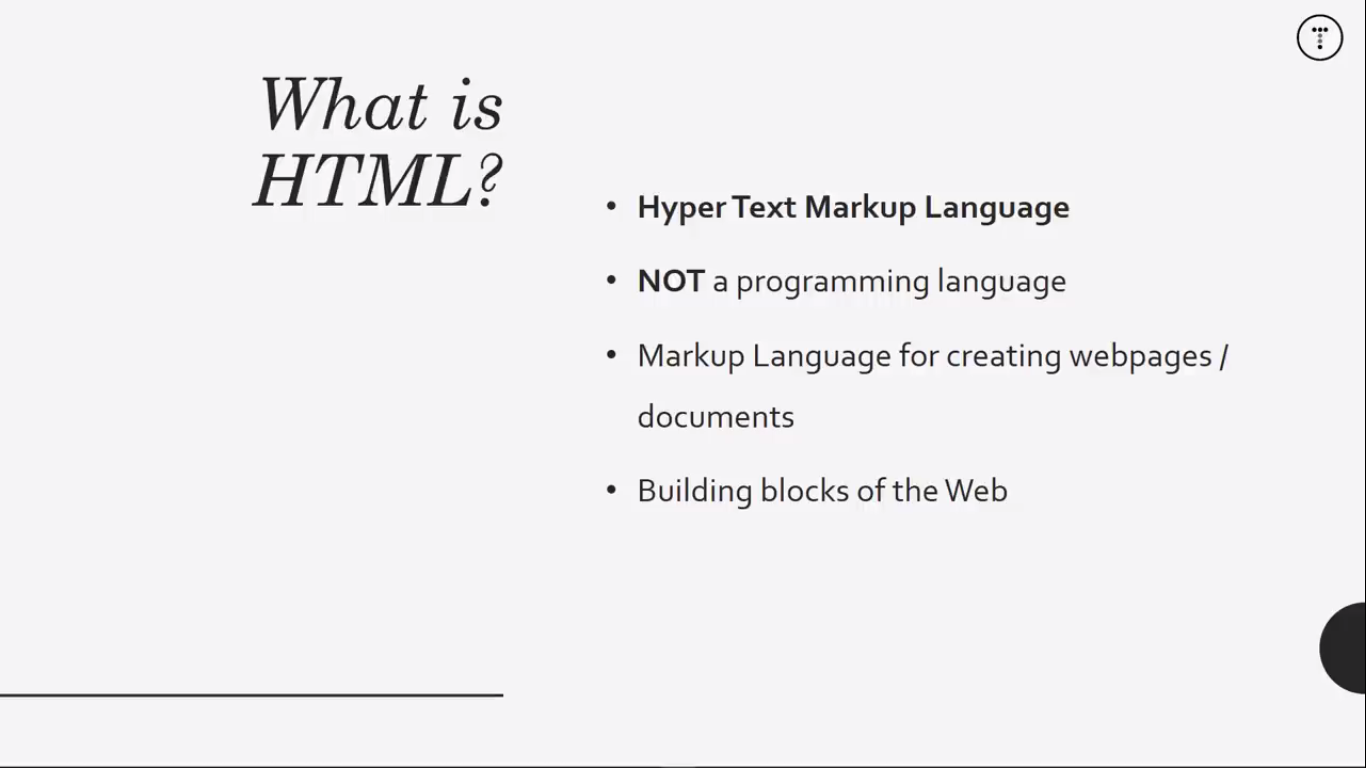 What is
HTML?
• Hyper Text Markup Language
• NOT a programming language
• Markup Language for creating webpages /
documents
• Building blocks of the Web